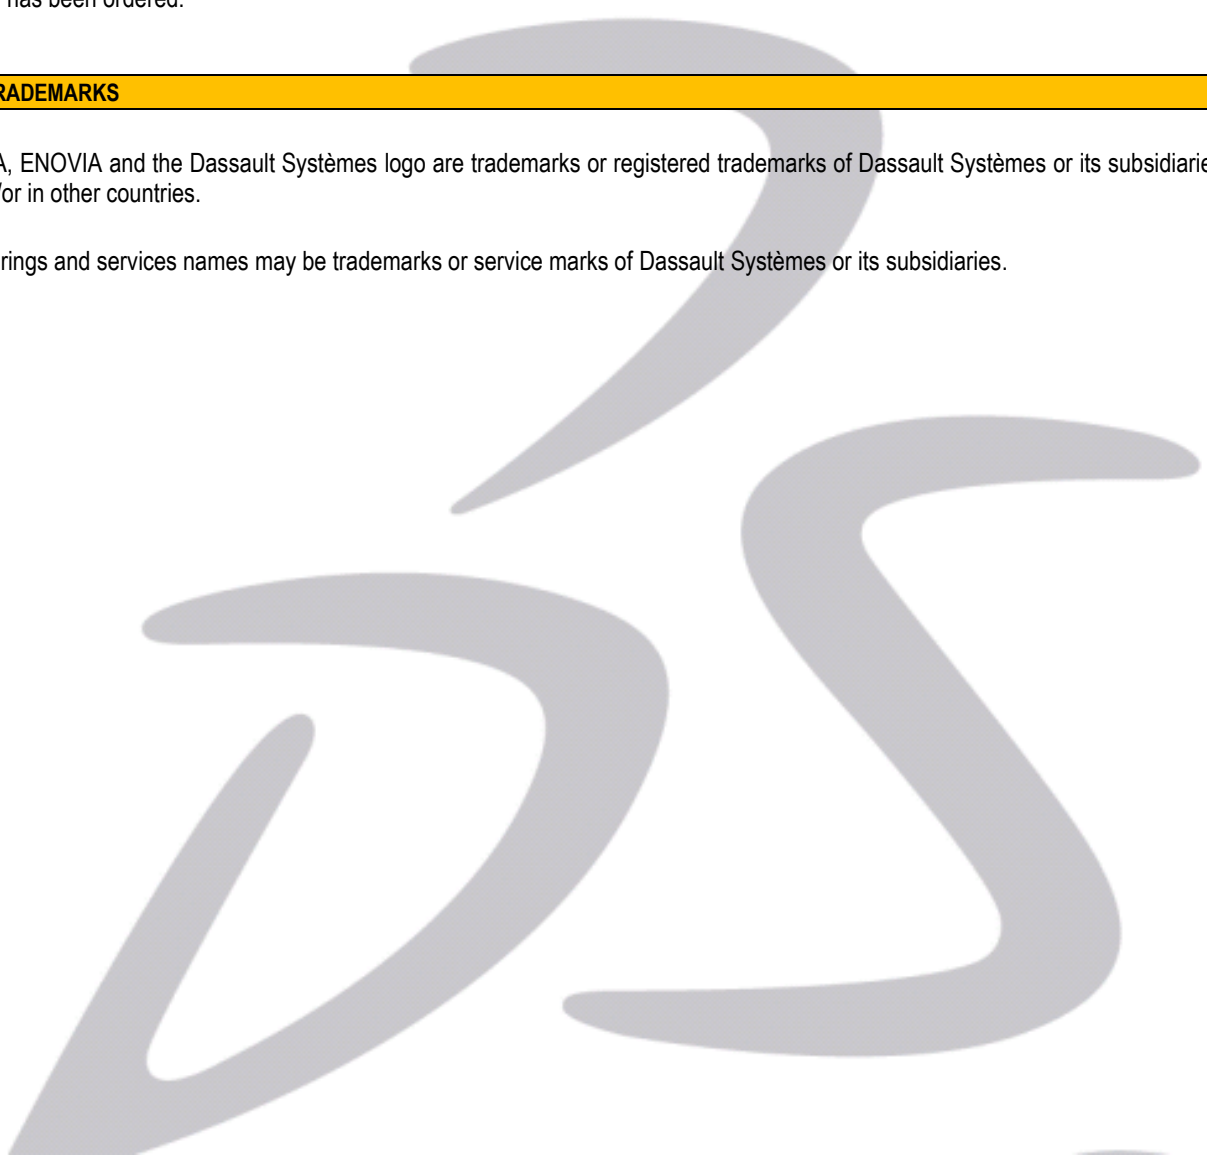 has been ordered.
RADEMARKS
A, ENOVIA and the Dassault Systèmes logo are trademarks or registered trademarks of Dassault Systèmes or its subsidiarie
/or in other countries.
rings and services names may be trademarks or service marks of Dassault Systèmes or its subsidiaries.